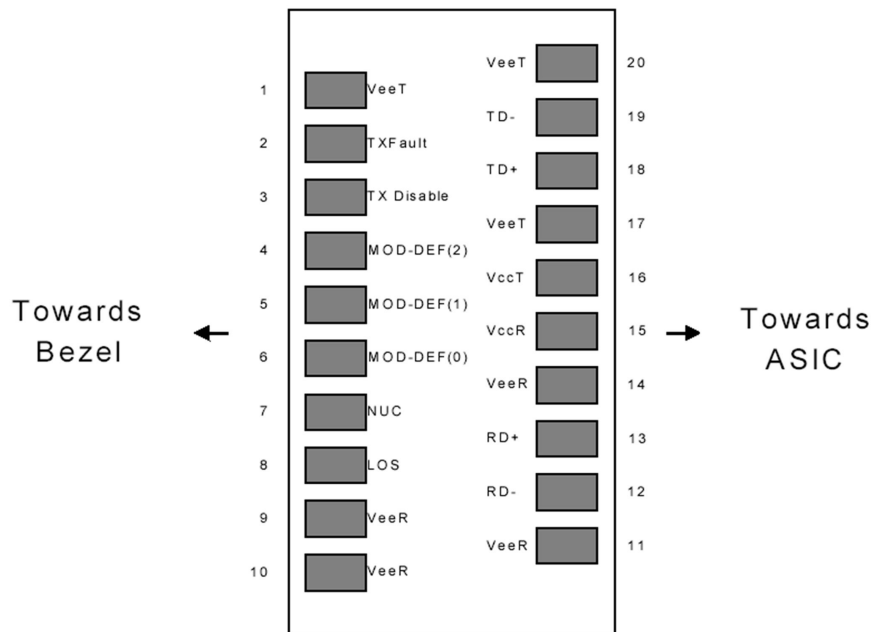 VeeT 20
1 VeeT
TD- 19
2 TXFault
TD+ 18
3 TX Disable
VeeT 17
4 MOD-DEF(2)
VccT 16
5 MOD-DEF(1)
Towards
Bezel
VccR 15
Towards
ASIC
6 MOD-DEF(0)
VeeR 14
7 NUC
RD+ 13
8 LOS
RD- 12
9 VeeR
VeeR 11
10 VeeR